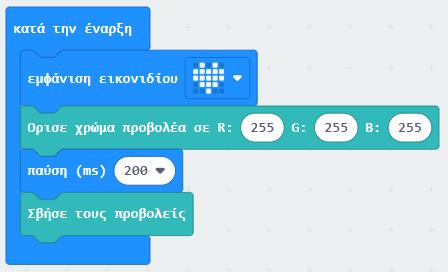 κατά την έναρξη
εμφάνιση εικονιδίου
Ορισε χρώμα προβολέα σε R: 255 G: 255 B: 255
παύση (ms) 200
Σβήσε τους προβολείς